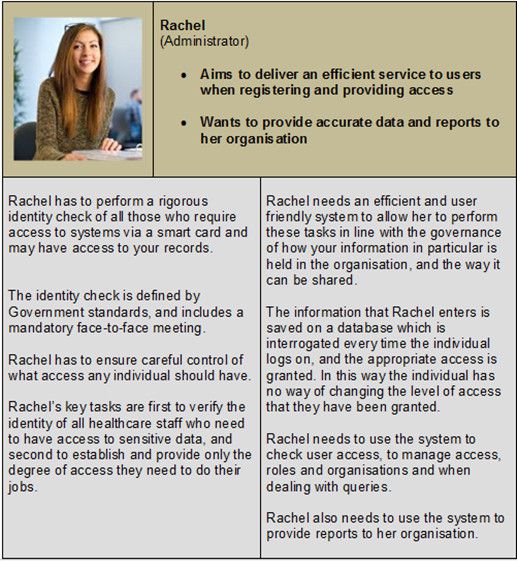 Rachel
(Administrator)
• Aims to deliver an efficient service to users
when registering and providing access
• Wants to provide accurate data and reports to
her organisation
Rachel has to perform a rigorous
identity check of all those who require
access to systems via a smart card and
may have access to your records.
The identity check is defined by
Government standards, and includes a
mandatory face-to-face meeting.
Rachel has to ensure careful control of
what access any individual should have.
Rachel's key tasks are first to verify the
identity of all healthcare staff who need
to have access to sensitive data, and
second to establish and provide only the
degree of access they need to do their
jobs.
Rachel needs an efficient and user
friendly system to allow her to perform
these tasks in line with the governance
of how your information in particular is
held in the organisation, and the way it
can be shared.
The information that Rachel enters is
saved on a database which is
interrogated every time the individual
logs on, and the appropriate access is
granted. In this way the individual has
no way of changing the level of access
that they have been granted.
Rachel needs to use the system to
check user access, to manage access,
roles and organisations and when
dealing with queries.
Rachel also needs to use the system to
provide reports to her organisation.